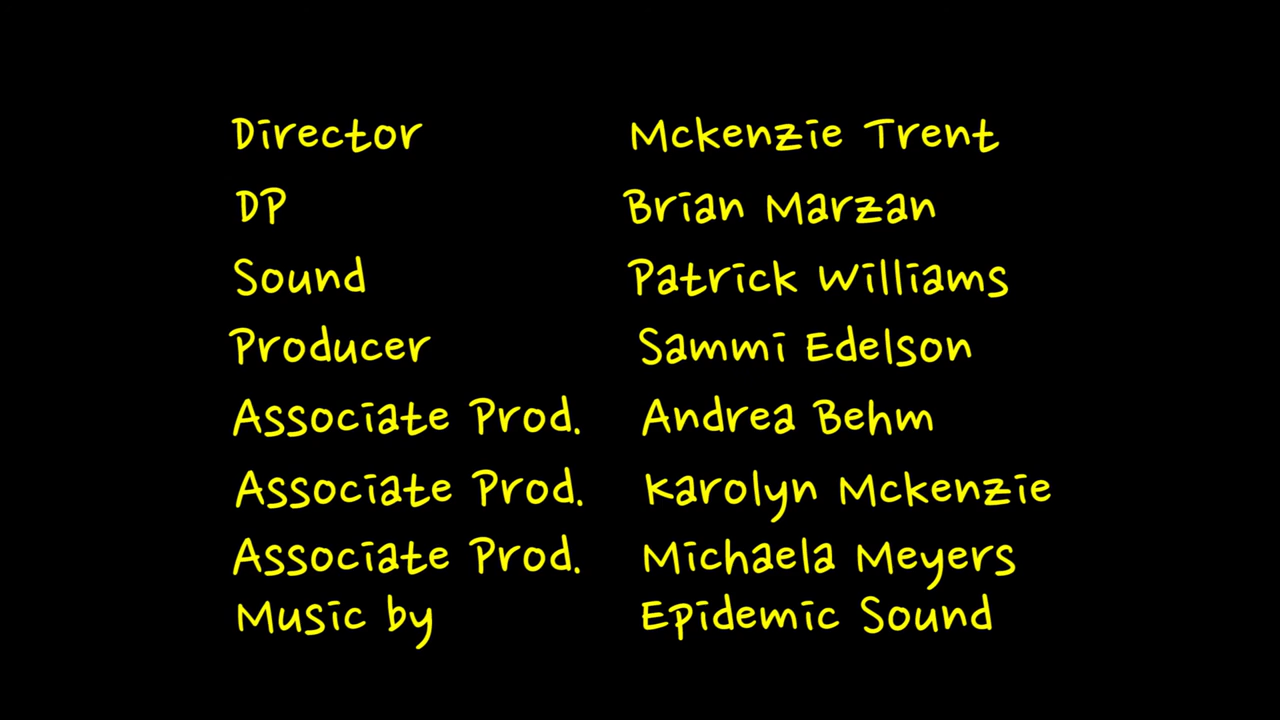 Director Mckenzie Trent
DP Brian Marzan
Sound Patrick Williams
Producer Sammi Edelson
Associate Prod. Andrea Behm
Associate Prod. Karolyn Mckenzie
Associate Prod. Michaela Meyers
Music by Epidemic Sound